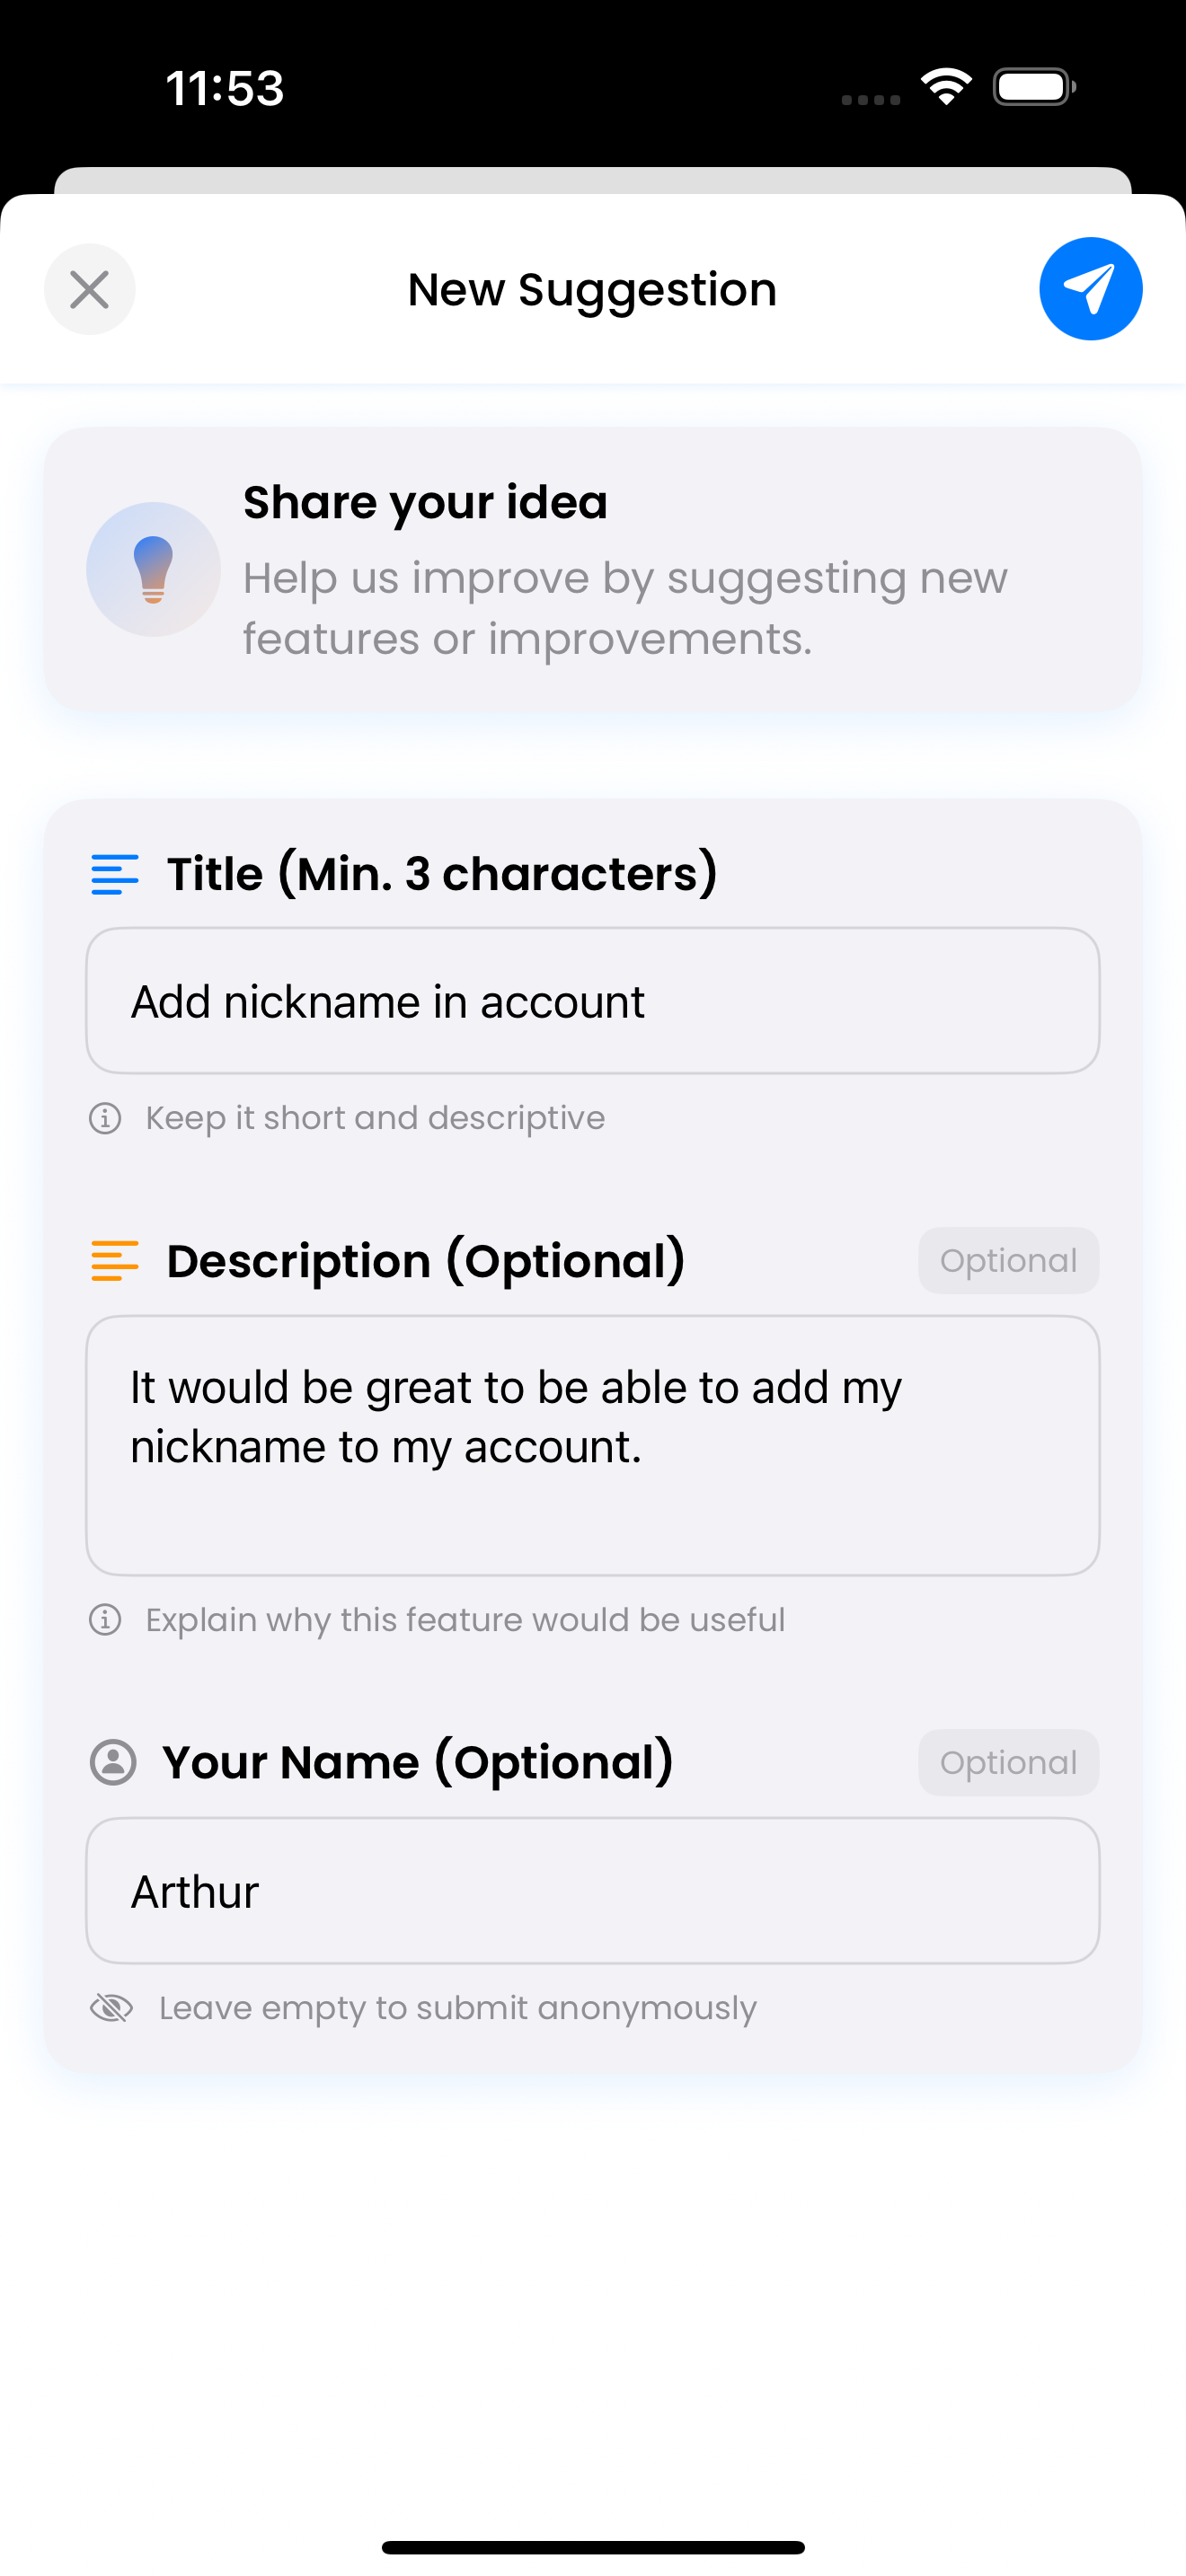 11:53
New Suggestion
Share your idea
Help us improve by suggesting new
features or improvements.
Title (Min. 3 characters)
Add nickname in account
Keep it short and descriptive
Description (Optional)
Optional
It would be great to be able to add my
nickname to my account.
Explain why this feature would be useful
Your Name (Optional)
Optional
Arthur
Leave empty to submit anonymously